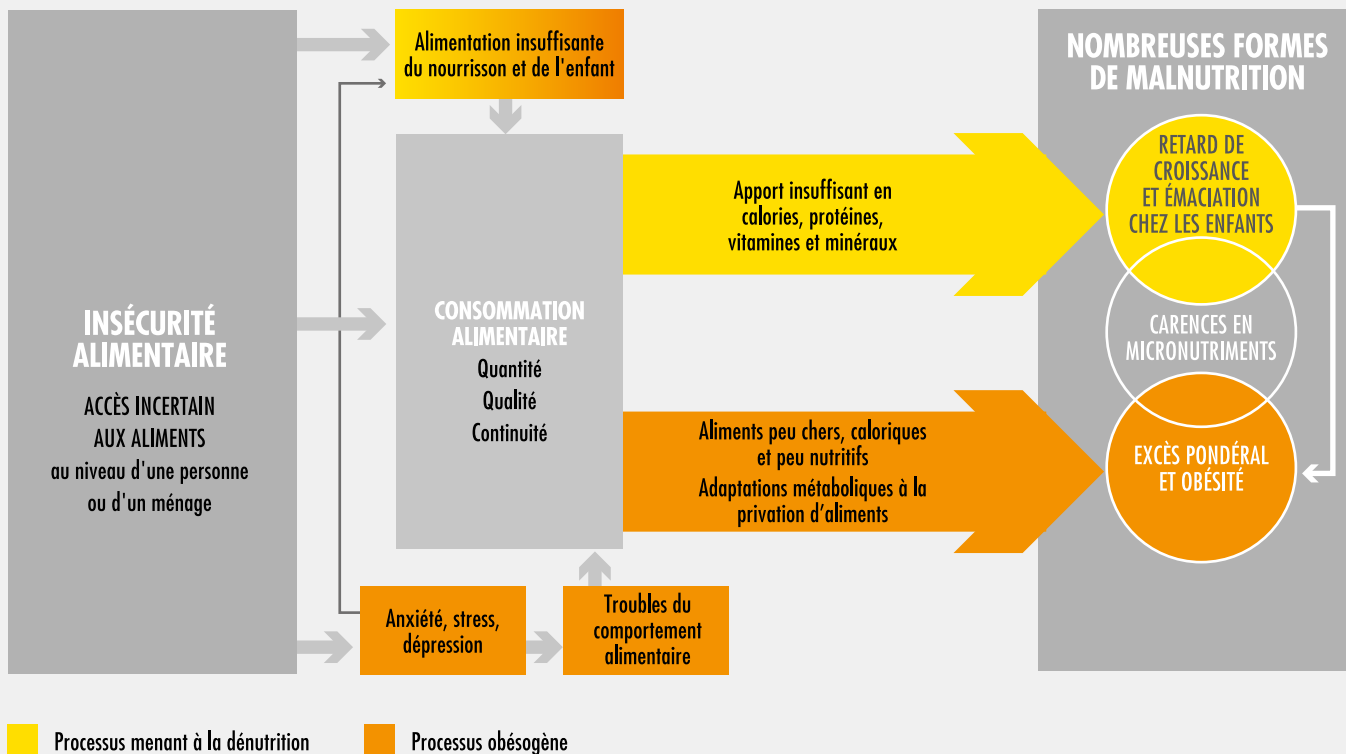 INSÉCURITÉ
ALIMENTAIRE
ACCÈS INCERTAIN
AUX ALIMENTS
au niveau d'une personne
ou d'un ménage
Alimentation insuffisante
du nourrisson et de l'enfant
CONSOMMATION
ALIMENTAIRE
Quantité
Qualité
Continuité
Anxiété, stress,
dépression
Troubles du
comportement
alimentaire
Apport insuffisant en
calories, protéines,
vitamines et minéraux
Aliments peu chers, caloriques
et peu nutritifs
Adaptations métaboliques à la
privation d’aliments
NOMBREUSES FORMES
DE MALNUTRITION
RETARD DE
CROISSANCE
ET ÉMACIATION
CHEZ LES ENFANTS
CARENCES EN
MICRONUTRIMENTS
EXCÈS PONDÉRAL
ET OBÉSITÉ
Processus menant à la dénutrition
Processus obésogène